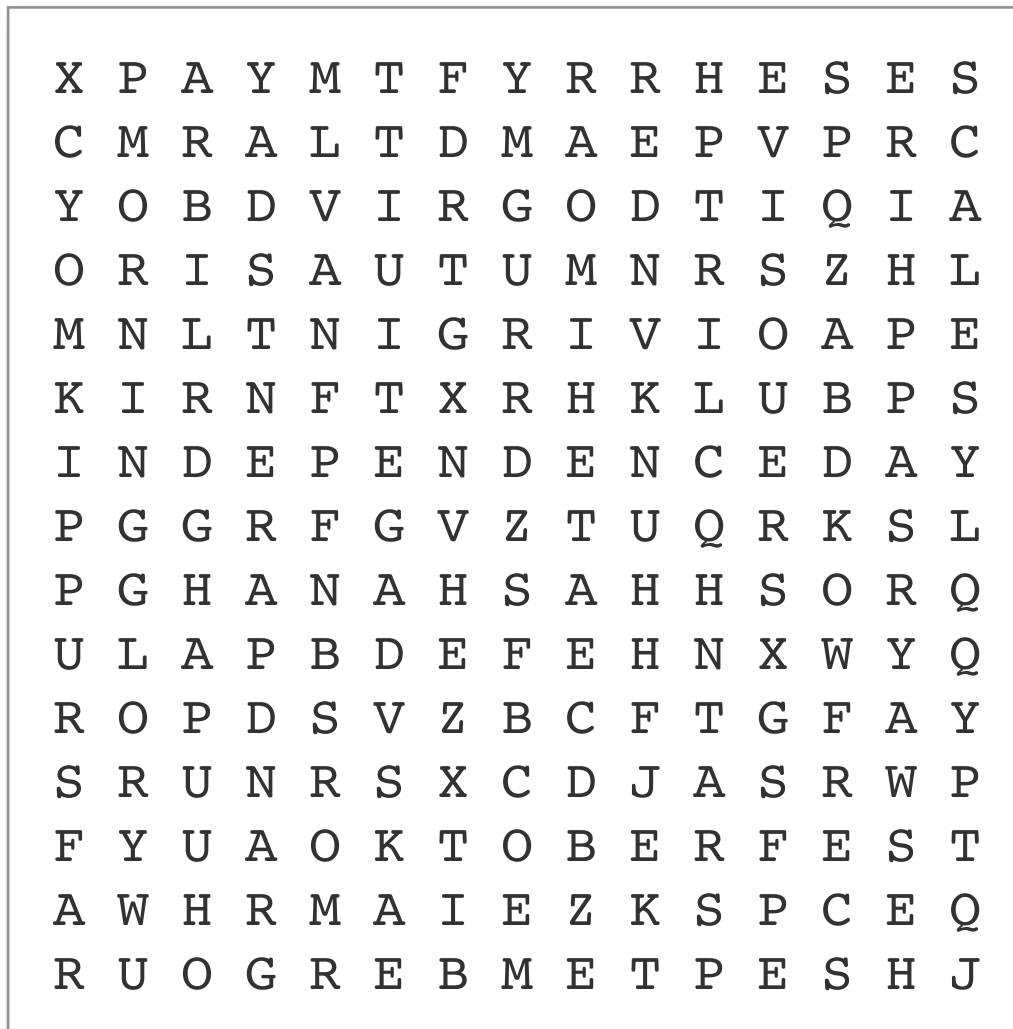 X P A Y M T F Y R R H E S E S
C M R A L T D M A E P V P R C
Y O B D V I R G O D T I Q I A
O R I S A U T U M N R S Z H L
M N L T N I G R I V I O A P E
K I R N F T X R H K L U B P S
I N D E P E N D E N C E D A Y
P G G R F G V Z T U Q R K S L
P G H A N A H S A H H S O R Q
U L A P B D E F E H N X W Y Q
R O P D S V Z B C F T G F A Y
S R U N R S X C D J A S R W P
F Y U A O K T O B E R F E S T
A W H R M A I E Z K S P C E Q
R U O G R E B M E T P E S H J